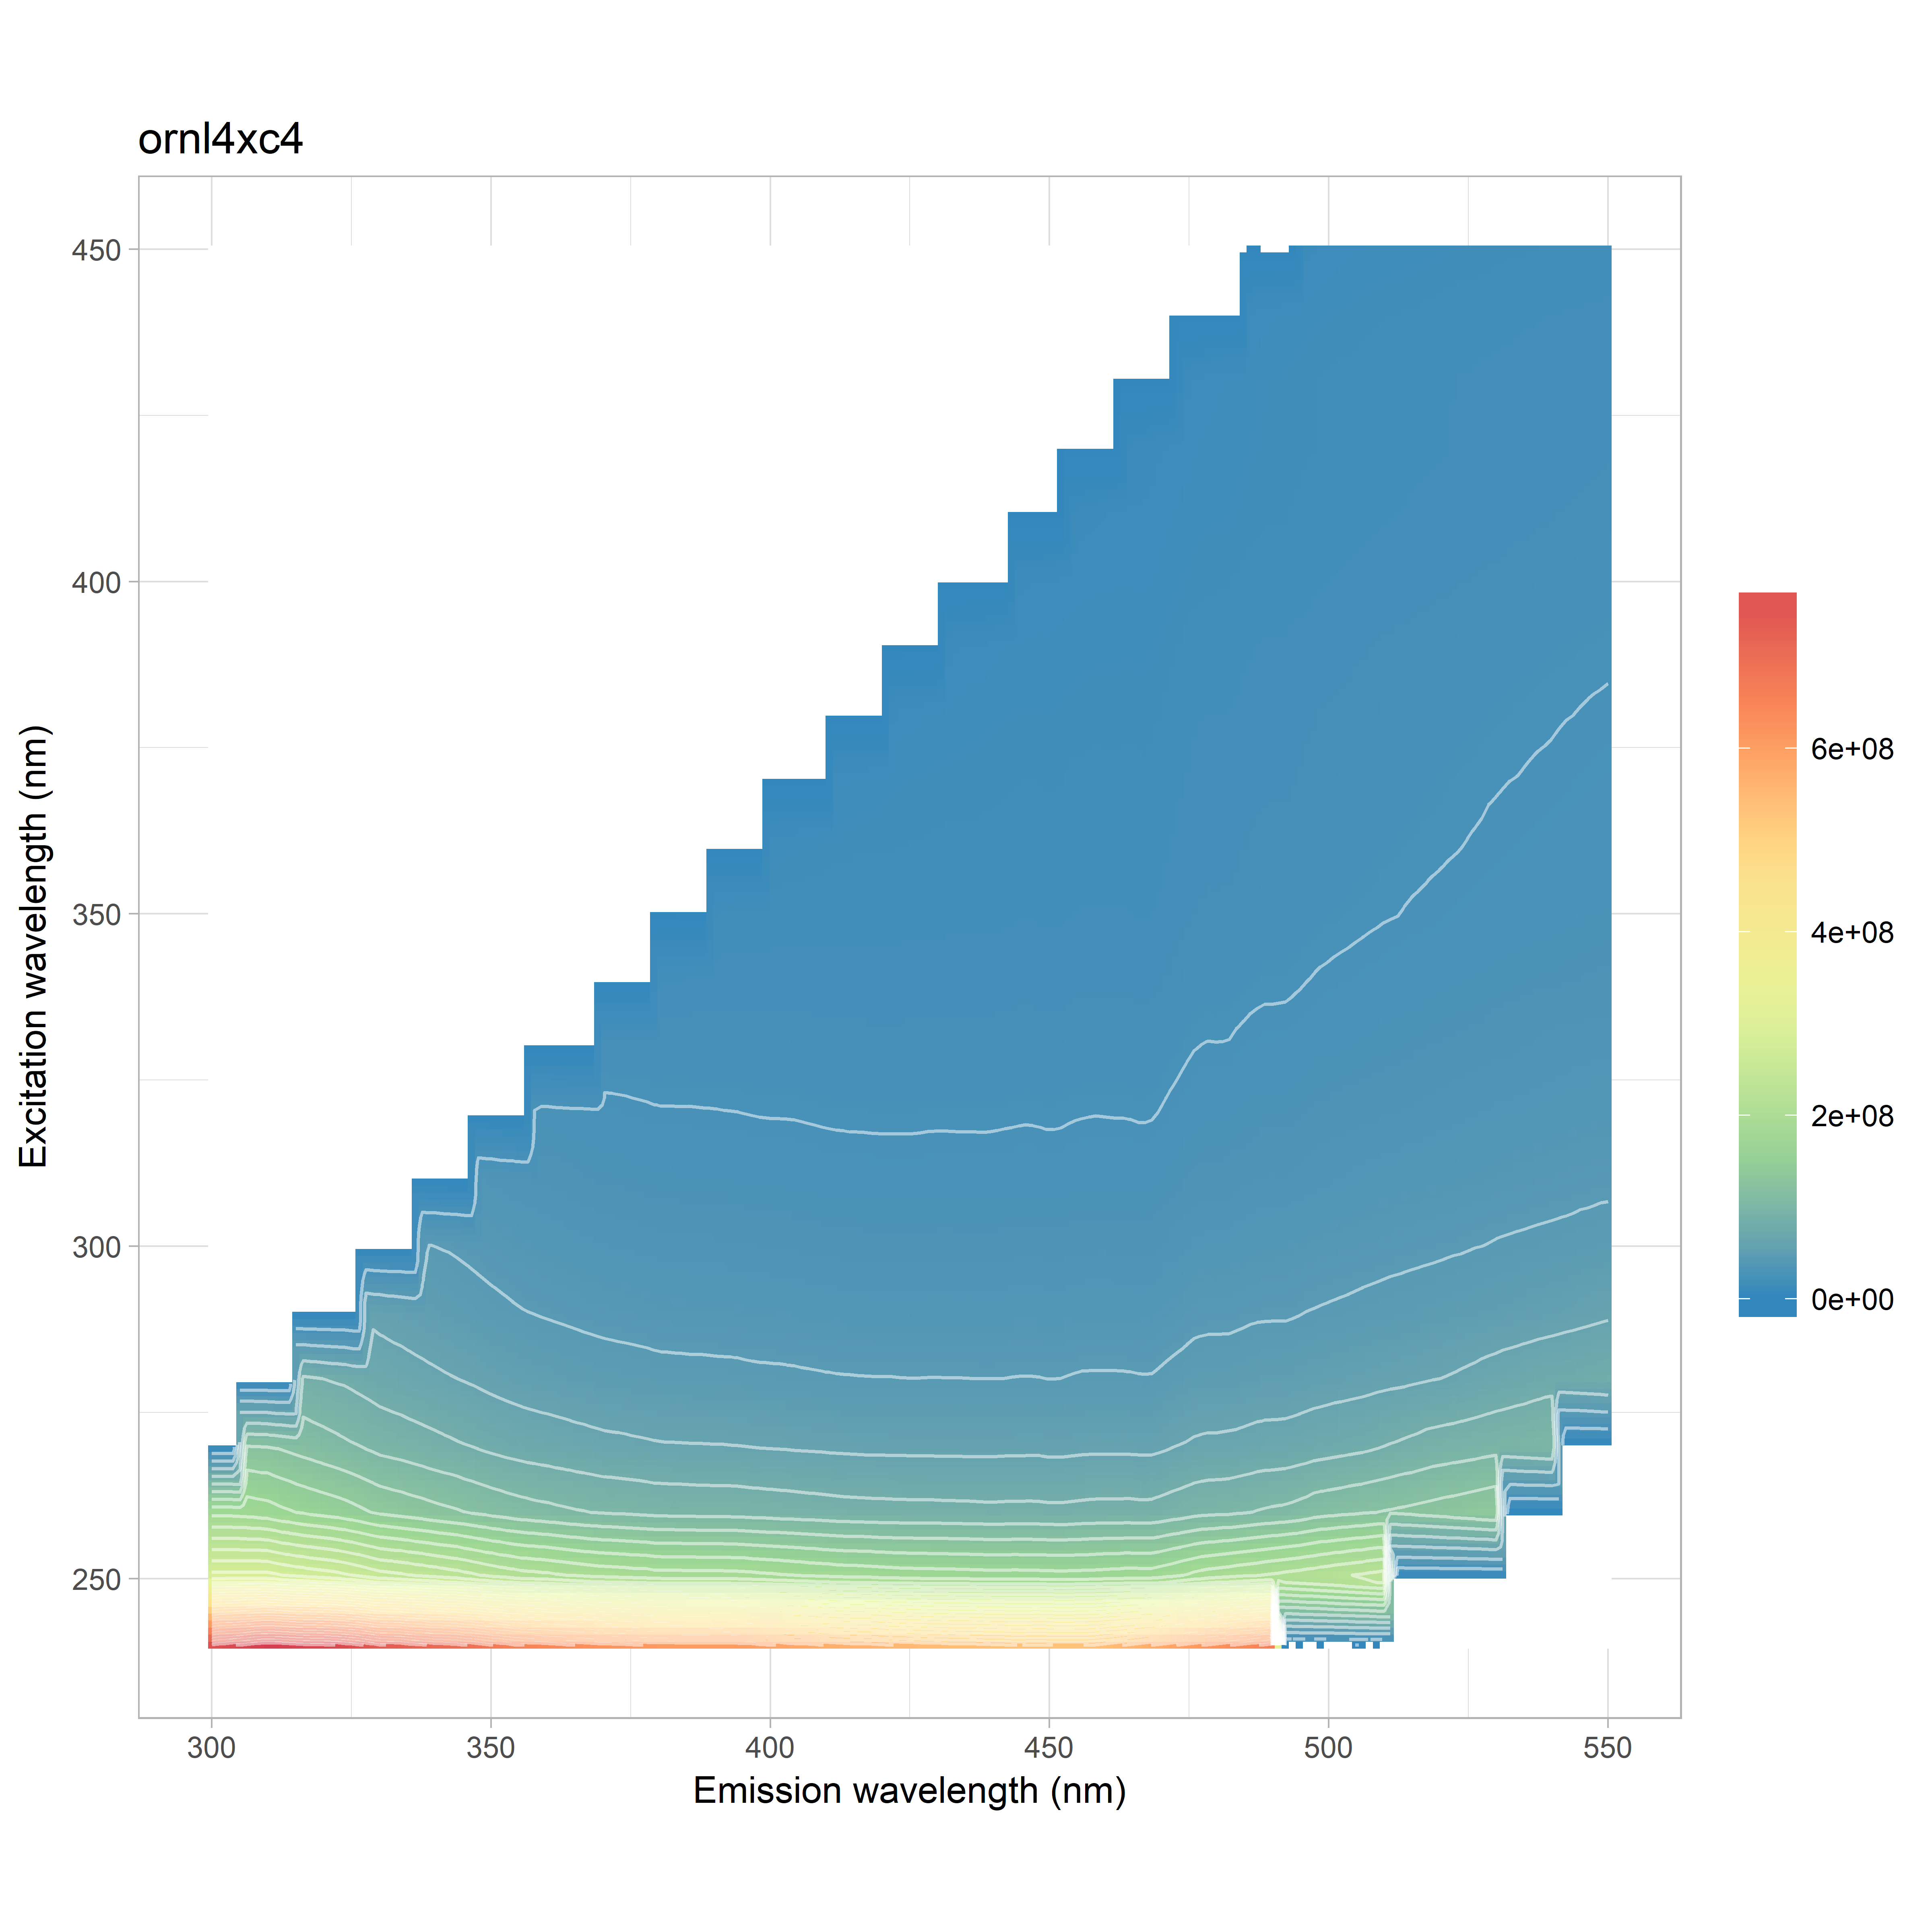 ornl4xc4
450
400
350
300
250
300 350 400 450 500 550
Emission wavelength (nm)
Excitation wavelength (nm)
6e+08
4e+08
2e+08
0e+00